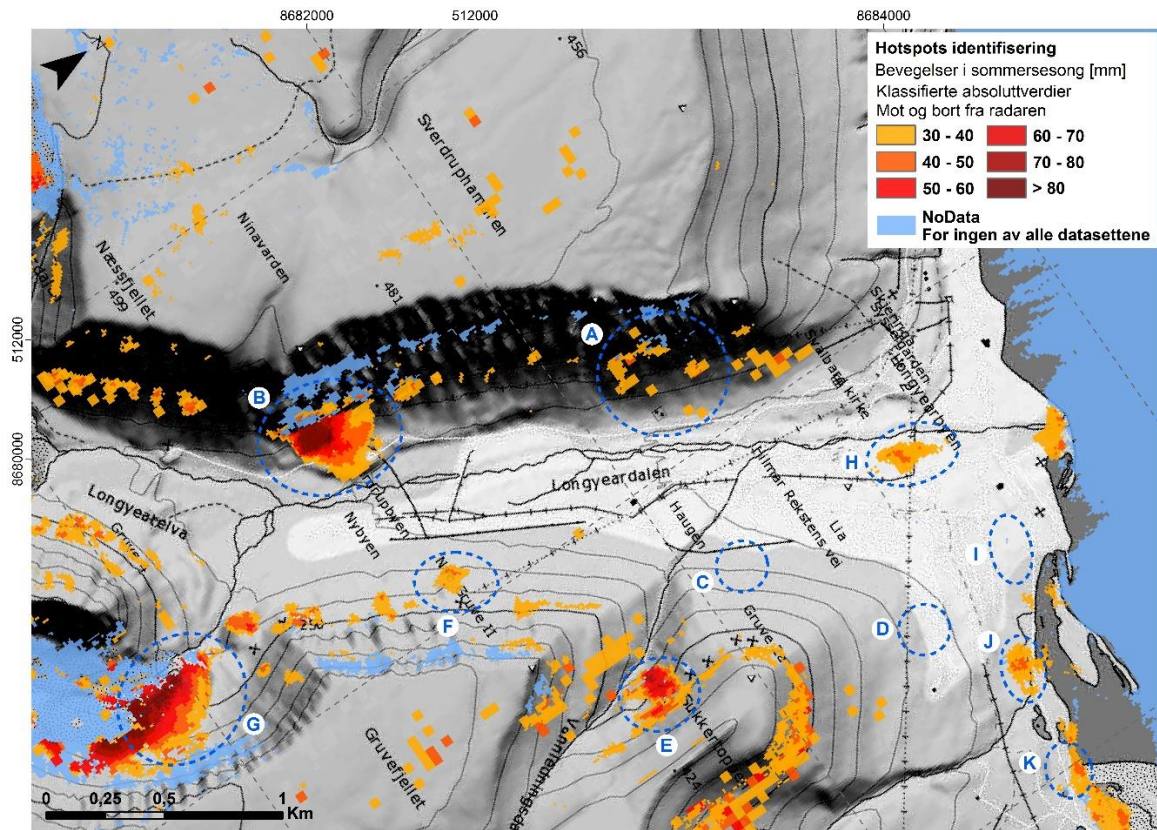 8682000
512000
8684000
N
Hotspots identifisering
Bevegelser i sommersesong [mm]
Klassifierte absoluttverdier
Mot og bort fra radaren
30 - 40
60 - 70
40 - 50
70 - 80
50 - 60
> 80
NoData
For ingen av alle datasettene
456
Ninavarden
481
Næssfjellet
499
512000
8680000
A
B
Svalbard kirke
Skjeringa
Longyearbyen
H
Longyeardalen
Hilmar Rekstens vei
Lia
Haugen
Longyearelva
Nybyen
C
I
F
250
D
J
G
E
Gruvefjellet
424
K
0
0,25
0,5
1
Km